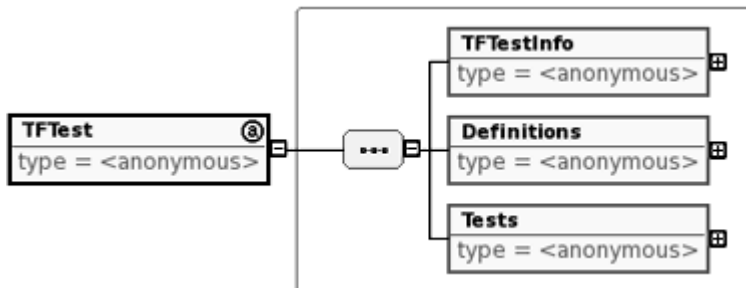 TFTestInfo
type = <anonymous>
TFTest a
type = <anonymous>
Definitions
type = <anonymous>
Tests
type = <anonymous>